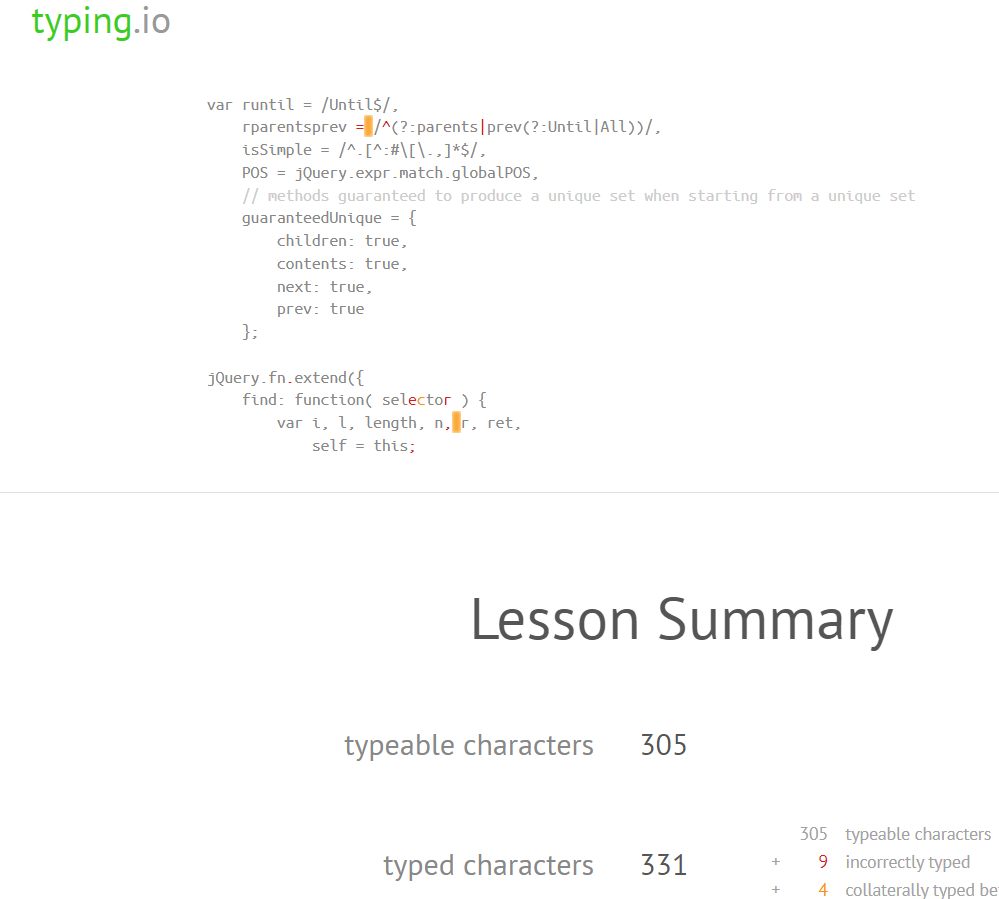 typing.io
var runtil = /Until$/,
rparentsprev = /^(?:parents|prev(?:Until|All))/,
isSimple = /^.[^:#\[\.,]*$/,
POS = jQuery.expr.match.globalPOS,
// methods guaranteed to produce a unique set when starting from a unique set
guaranteedUnique = {
children: true,
contents: true,
next: true,
prev: true
};
jQuery.fn.extend({
find: function( selector ) {
var i, l, length, n, r, ret,
self = this;
Lesson Summary
typeable characters 305
typed characters 331
305 typeable characters
+ 9 incorrectly typed
+ 4 collaterally typed be